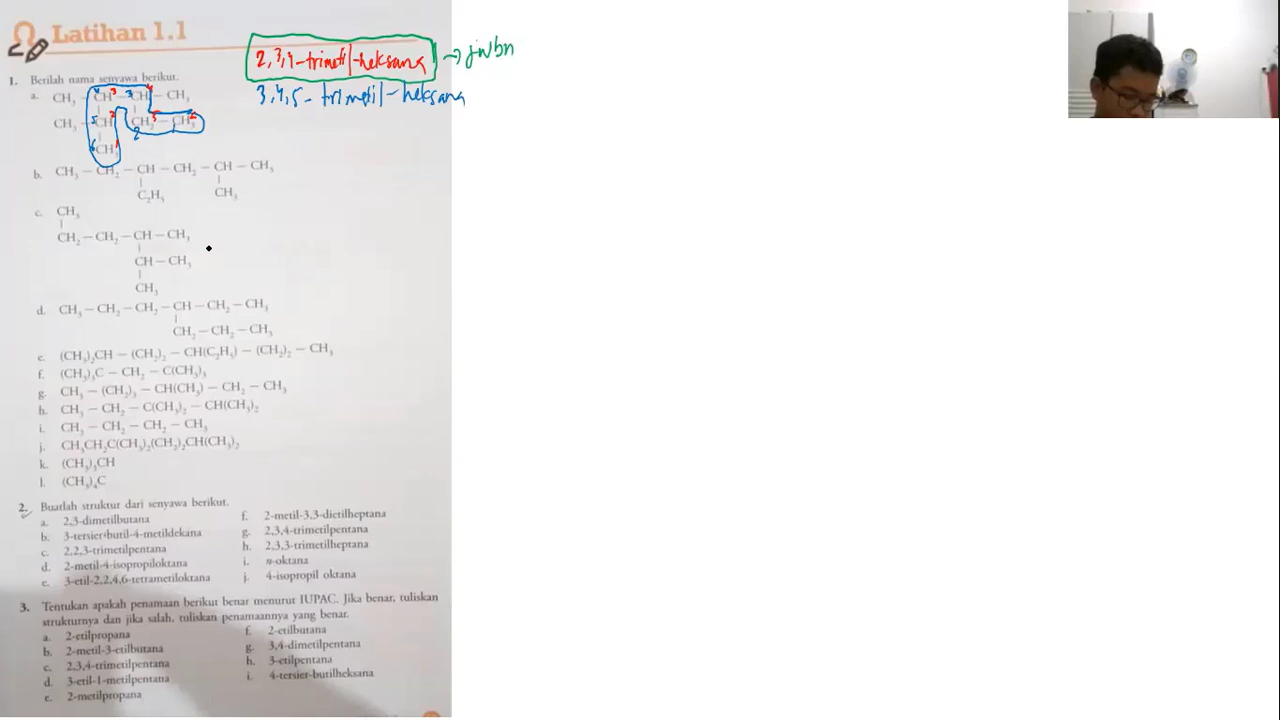 Latihan 1.1
2,3,4-trimetil-heksana → jwbn
3,4,5- trimetil-heksana
1. Berilah nama senyawa berikut.
a. CH₃ – CH – CH – CH₃
CH₃ – CH CH₂ – CH₃
CH₃
b. CH₃ – CH₂ – CH – CH₂ – CH – CH₃
C₂H₅ CH₃
c. CH₃
CH₂ – CH₂ – CH – CH₃
CH – CH₃
CH₃
d. CH₃ – CH₂ – CH₂ – CH – CH₂ – CH₃
CH₂ – CH₂ – CH₃
e. (CH₃)₂CH – (CH₂)₂ – CH(C₂H₅) – (CH₂)₂ – CH₃
f. (CH₃)₃C – CH₂ – C(CH₃)₃
g. CH₃ – (CH₂)₃ – CH(CH₃) – CH₂ – CH₃
h. CH₃ – CH₂ – C(CH₃)₂ – CH(CH₃)₂
i. CH₃ – CH₂ – CH₂ – CH₃
j. CH₃CH₂C(CH₃)₂(CH₂)₂CH(CH₃)₂
k. (CH₃)₃CH
l. (CH₃)₄C
2. Buatlah struktur dari senyawa berikut.
a. 2,3-dimetilbutana
b. 3-tersier-butil-4-metildekana
c. 2,2,3-trimetilpentana
d. 2-metil-4-isopropiloktana
e. 3-etil-2,2,4,6-tetrametiloktana
f. 2-metil-3,3-dietilheptana
g. 2,3,4-trimetilpentana
h. 2,3,3-trimetilheptana
i. n-oktana
j. 4-isopropil oktana
3. Tentukan apakah penamaan berikut benar menurut IUPAC. Jika benar, tuliskan
strukturnya dan jika salah, tuliskan penamaannya yang benar.
a. 2-etilpropana
b. 2-metil-3-etilbutana
c. 2,3,4-trimetilpentana
d. 3-etil-1-metilpentana
e. 2-metilpropana
f. 2-etilbutana
g. 3,4-dimetilpentana
h. 3-etilpentana
i. 4-tersier-butilheksana